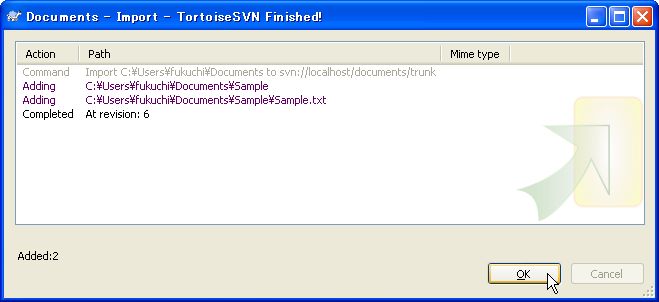 Documents - Import - TortoiseSVN Finished!
Action Path Mime type
Command Import C:¥Users¥fukuchi¥Documents to svn://localhost/documents/trunk
Adding C:¥Users¥fukuchi¥Documents¥Sample
Adding C:¥Users¥fukuchi¥Documents¥Sample¥Sample.txt
Completed At revision: 6
Added:2
OK Cancel